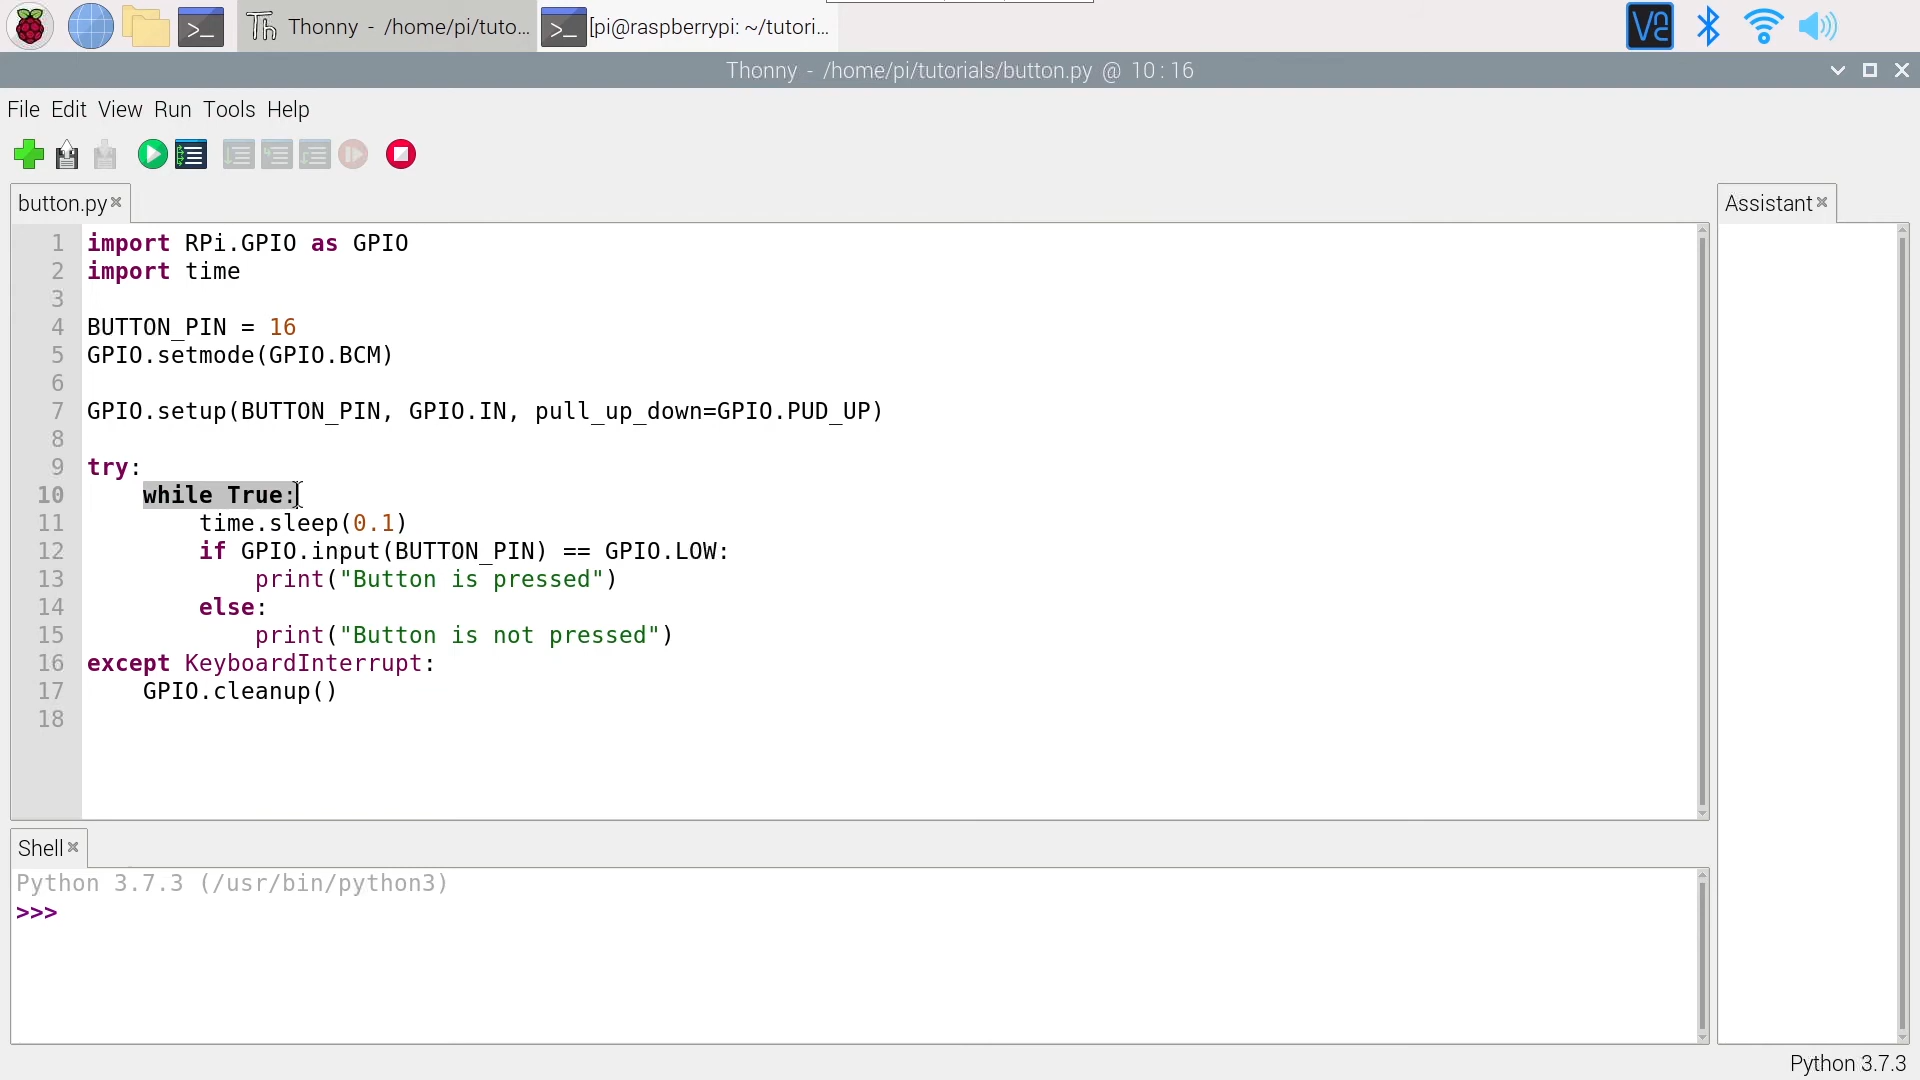 Thonny - /home/pi/tuto...
[pi@raspberrypi: ~/tutori...
Thonny - /home/pi/tutorials/button.py @ 10 : 16
File Edit View Run Tools Help
button.py
Assistant
1 import RPi.GPIO as GPIO
2 import time
3
4 BUTTON_PIN = 16
5 GPIO.setmode(GPIO.BCM)
6
7 GPIO.setup(BUTTON_PIN, GPIO.IN, pull_up_down=GPIO.PUD_UP)
8
9 try:
10     while True:
11         time.sleep(0.1)
12         if GPIO.input(BUTTON_PIN) == GPIO.LOW:
13             print("Button is pressed")
14         else:
15             print("Button is not pressed")
16 except KeyboardInterrupt:
17     GPIO.cleanup()
18
Shell
Python 3.7.3 (/usr/bin/python3)
>>>
Python 3.7.3